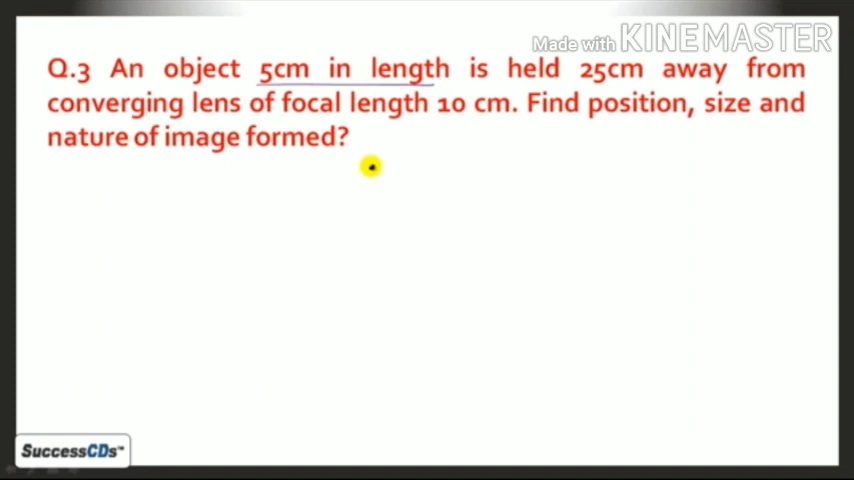 Made with KINEMASTER
Q.3 An object 5cm in length is held 25cm away from
converging lens of focal length 10 cm. Find position, size and
nature of image formed?
SuccessCDs™